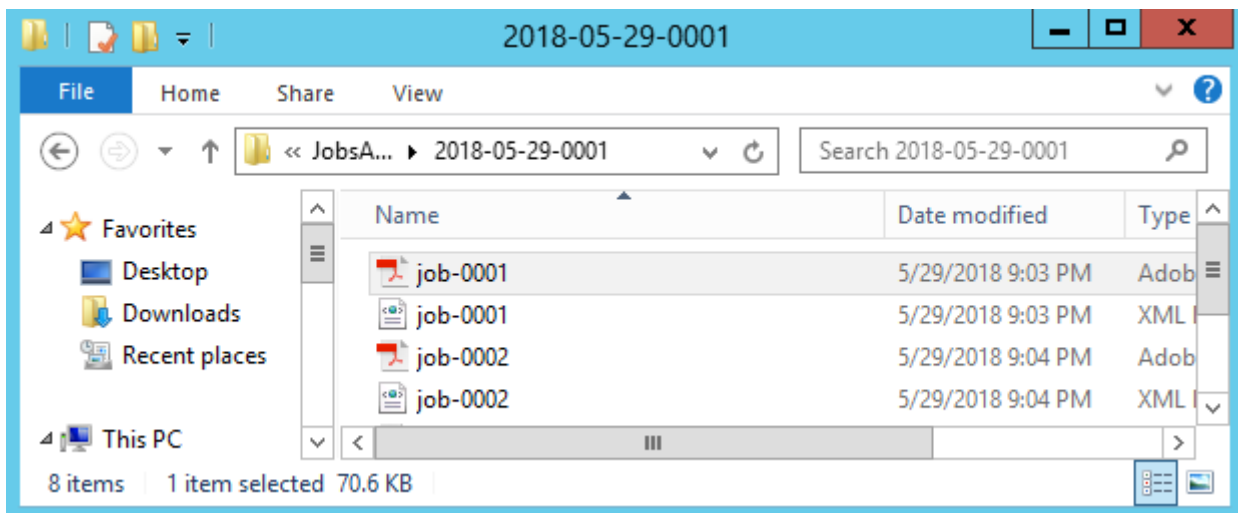 2018-05-29-0001
File Home Share View
« JobsA... 2018-05-29-0001 Search 2018-05-29-0001
Name Date modified Type
Favorites
Desktop job-0001 5/29/2018 9:03 PM Adob
Downloads job-0001 5/29/2018 9:03 PM XML
Recent places job-0002 5/29/2018 9:04 PM Adob
job-0002 5/29/2018 9:04 PM XML
This PC
8 items 1 item selected 70.6 KB